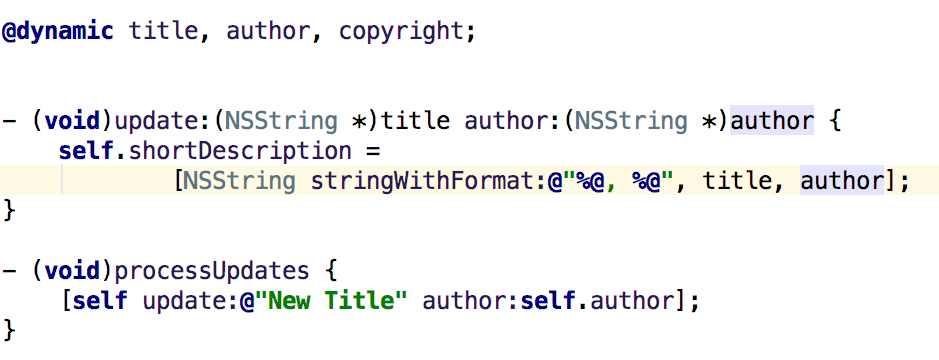 @dynamic title, author, copyright;
- (void)update:(NSString *)title author:(NSString *)author {
self.shortDescription =
[NSString stringWithFormat:@"%@, %@", title, author];
}
- (void)processUpdates {
[self update:@"New Title" author:self.author];
}